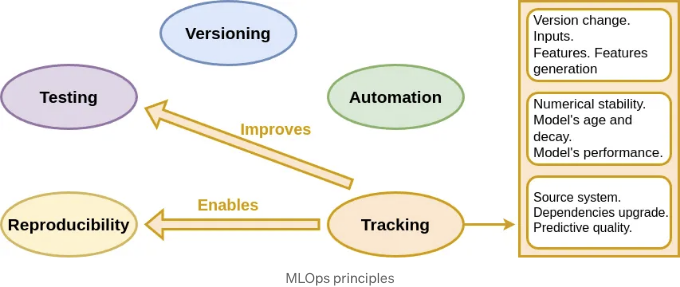 Versioning
Testing
Automation
Improves
Enables
Reproducibility
Tracking
Version change.
Inputs.
Features. Features
generation
Numerical stability.
Model's age and
decay.
Model's performance.
Source system.
Dependencies upgrade.
Predictive quality.
MLOps principles